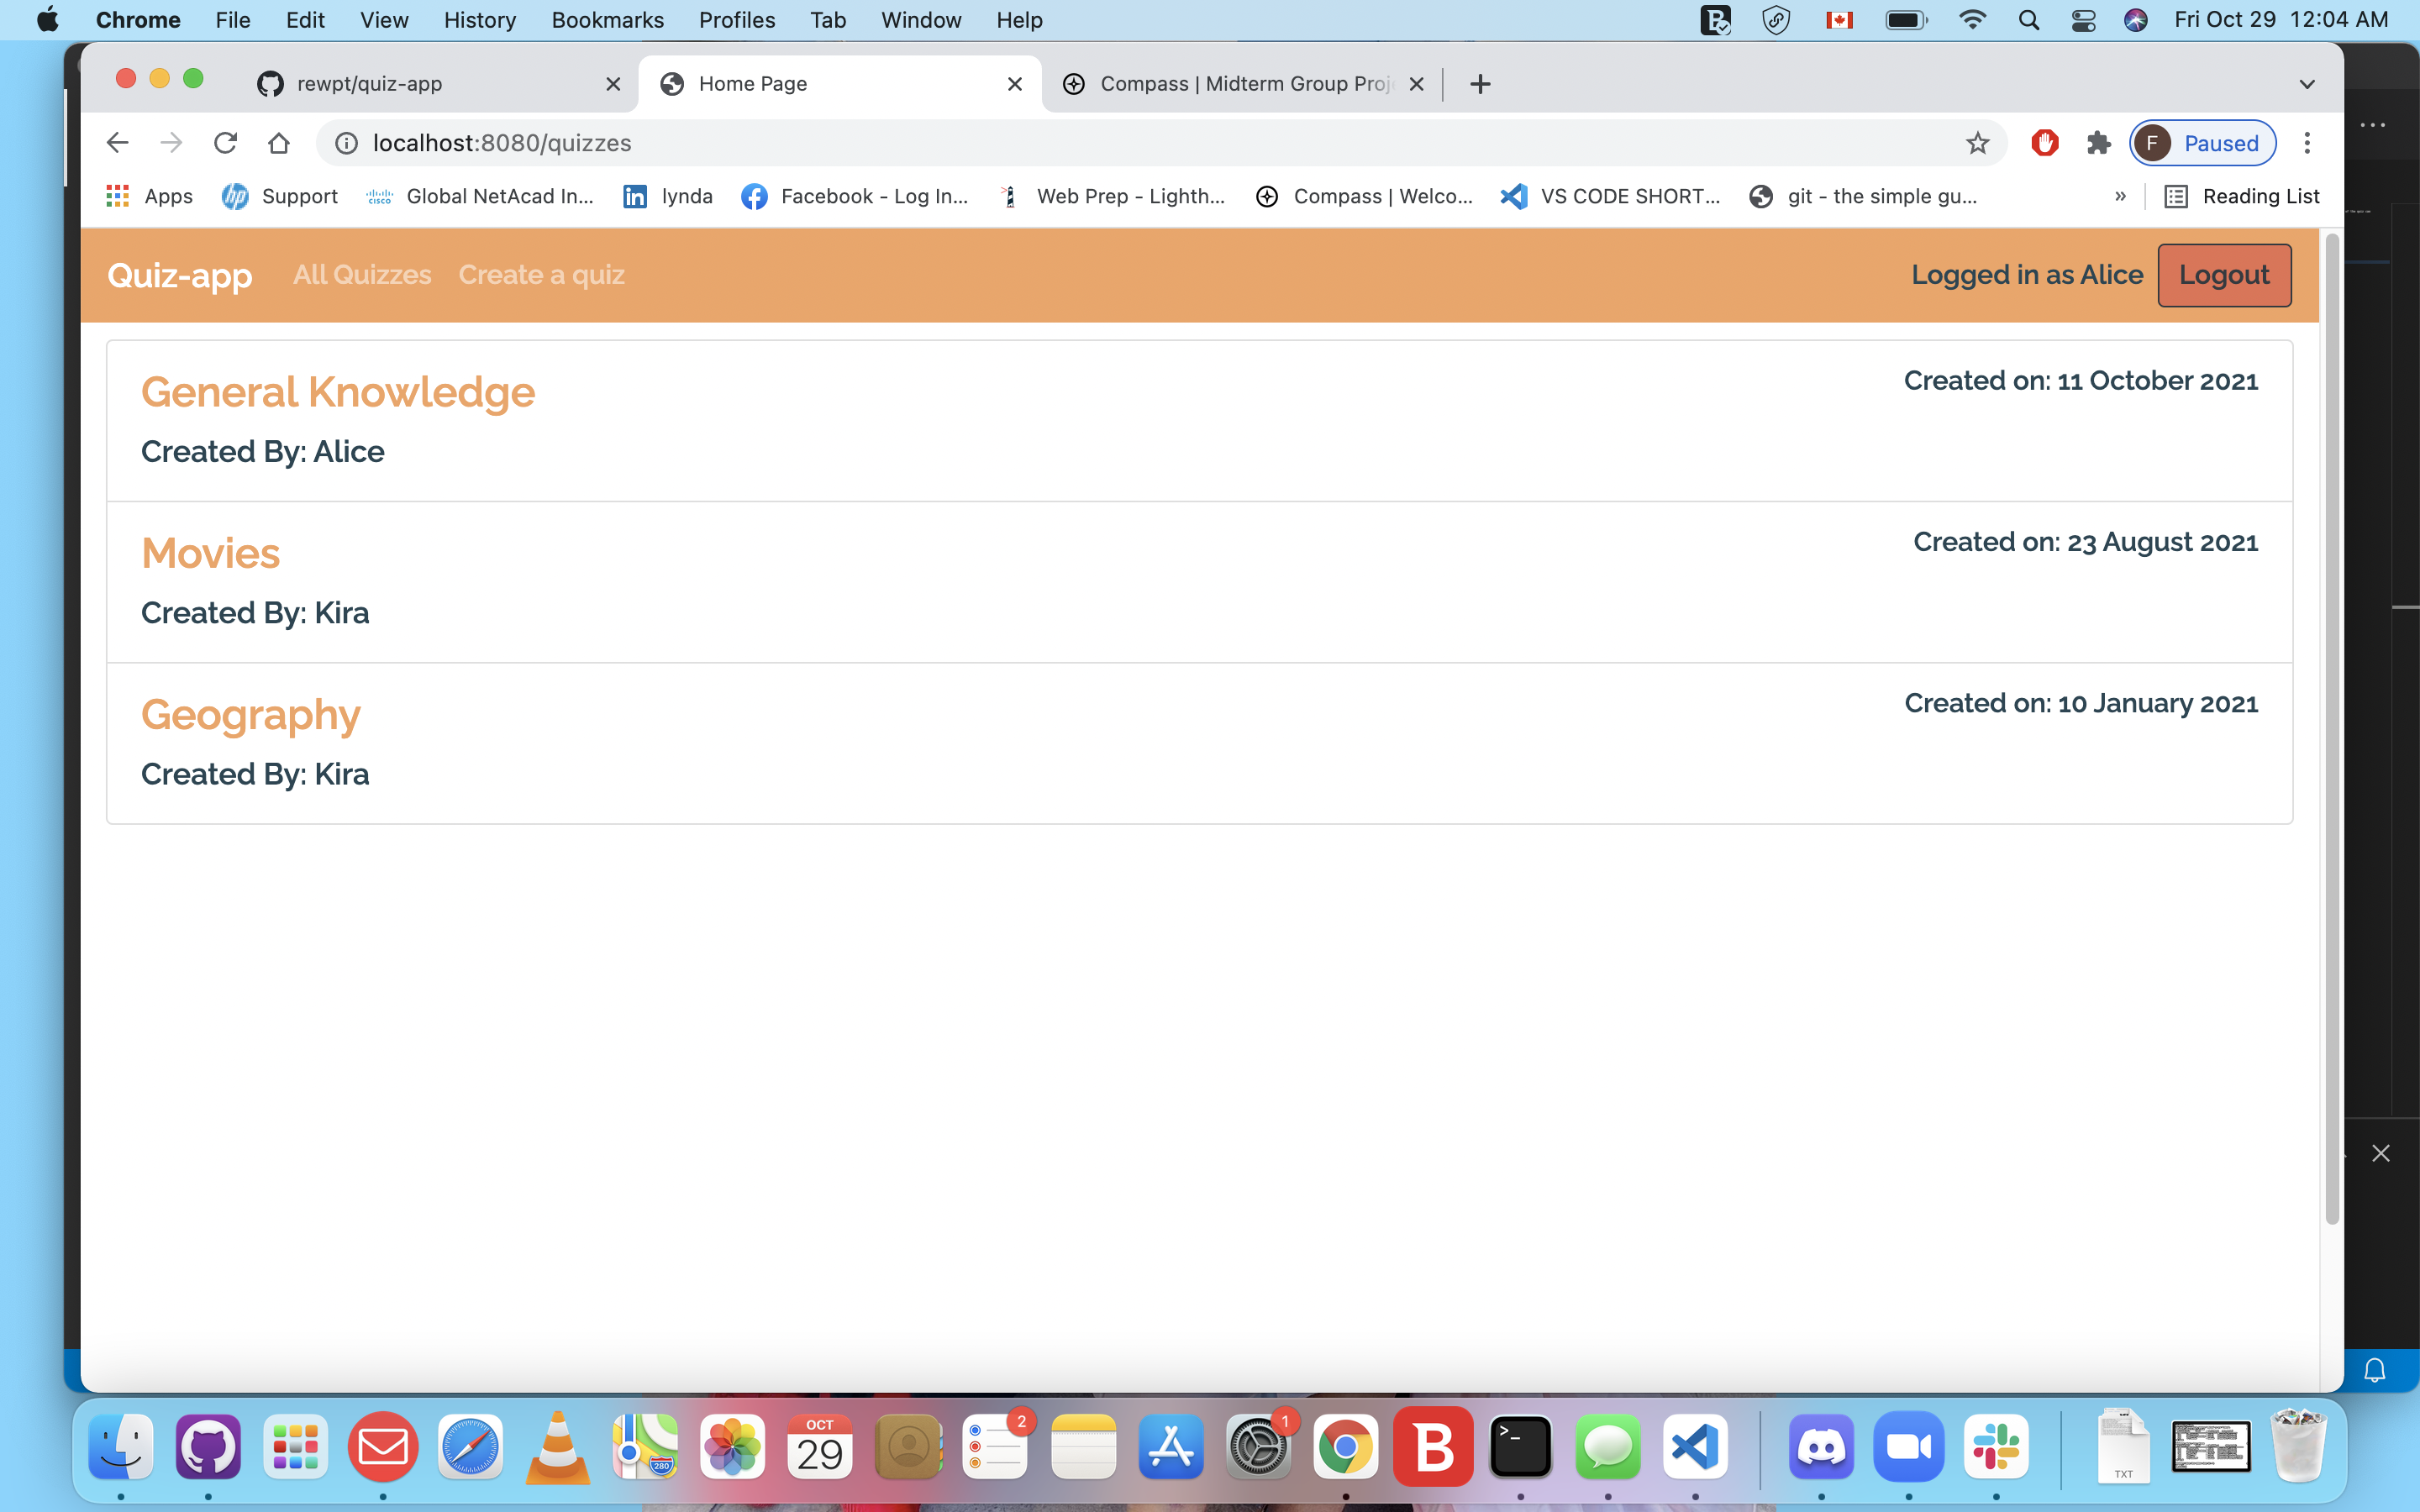 Chrome File Edit View History Bookmarks Profiles Tab Window Help Fri Oct 29 12:04 AM
rewpt/quiz-app Home Page Compass | Midterm Group Proj
localhost:8080/quizzes F Paused
Apps hp Support cisco Global NetAcad In... in lynda Facebook - Log In... Web Prep - Lighth... Compass | Welco... VS CODE SHORT... git - the simple gu... » Reading List
Quiz-app All Quizzes Create a quiz Logged in as Alice Logout
General Knowledge Created on: 11 October 2021
Created By: Alice
Movies Created on: 23 August 2021
Created By: Kira
Geography Created on: 10 January 2021
Created By: Kira
280
OCT
29
2
1
B
>_
TXT